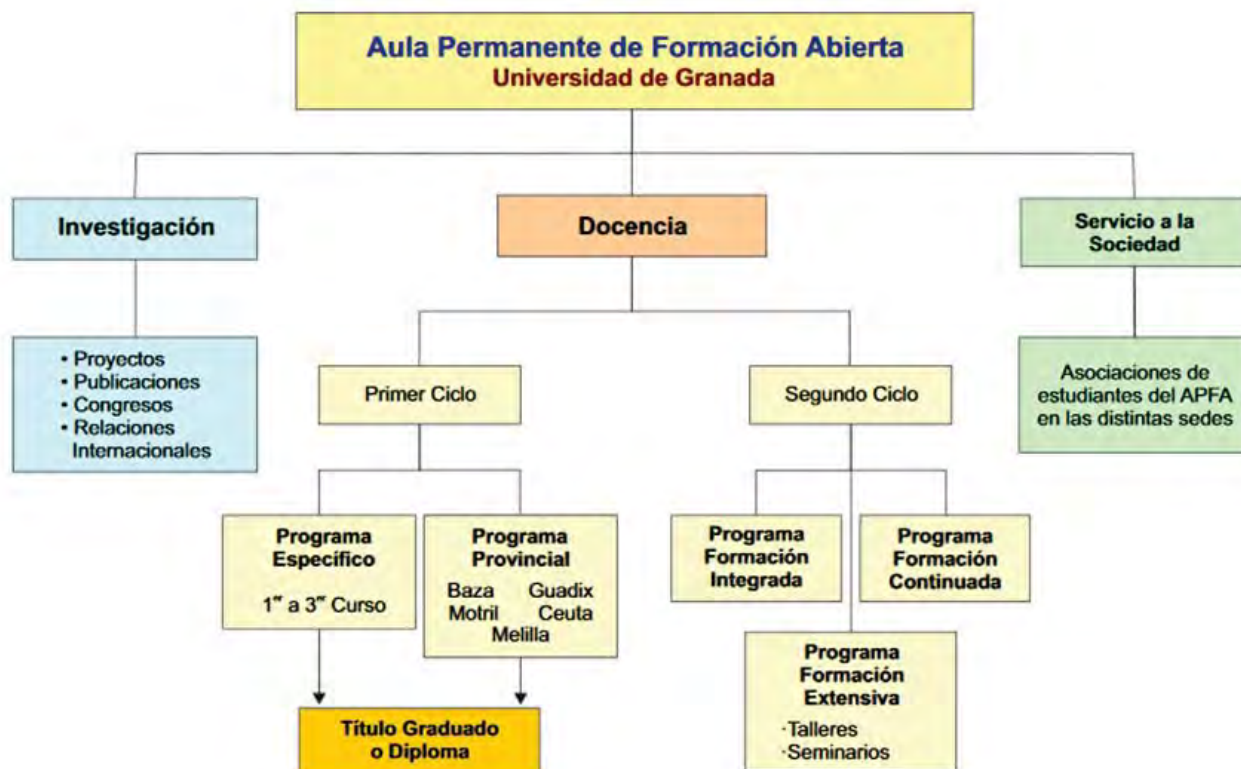 Aula Permanente de Formación Abierta
Universidad de Granada
Investigación
Docencia
Servicio a la
Sociedad
• Proyectos
• Publicaciones
• Congresos
• Relaciones
Internacionales
Primer Ciclo
Segundo Ciclo
Asociaciones de
estudiantes del APFA
en las distintas sedes
Programa
Específico
1er a 3er Curso
Programa
Provincial
Baza Guadix
Motril Ceuta
Melilla
Programa
Formación
Integrada
Programa
Formación
Continuada
Programa
Formación
Extensiva
·Talleres
·Seminarios
Título Graduado
o Diploma